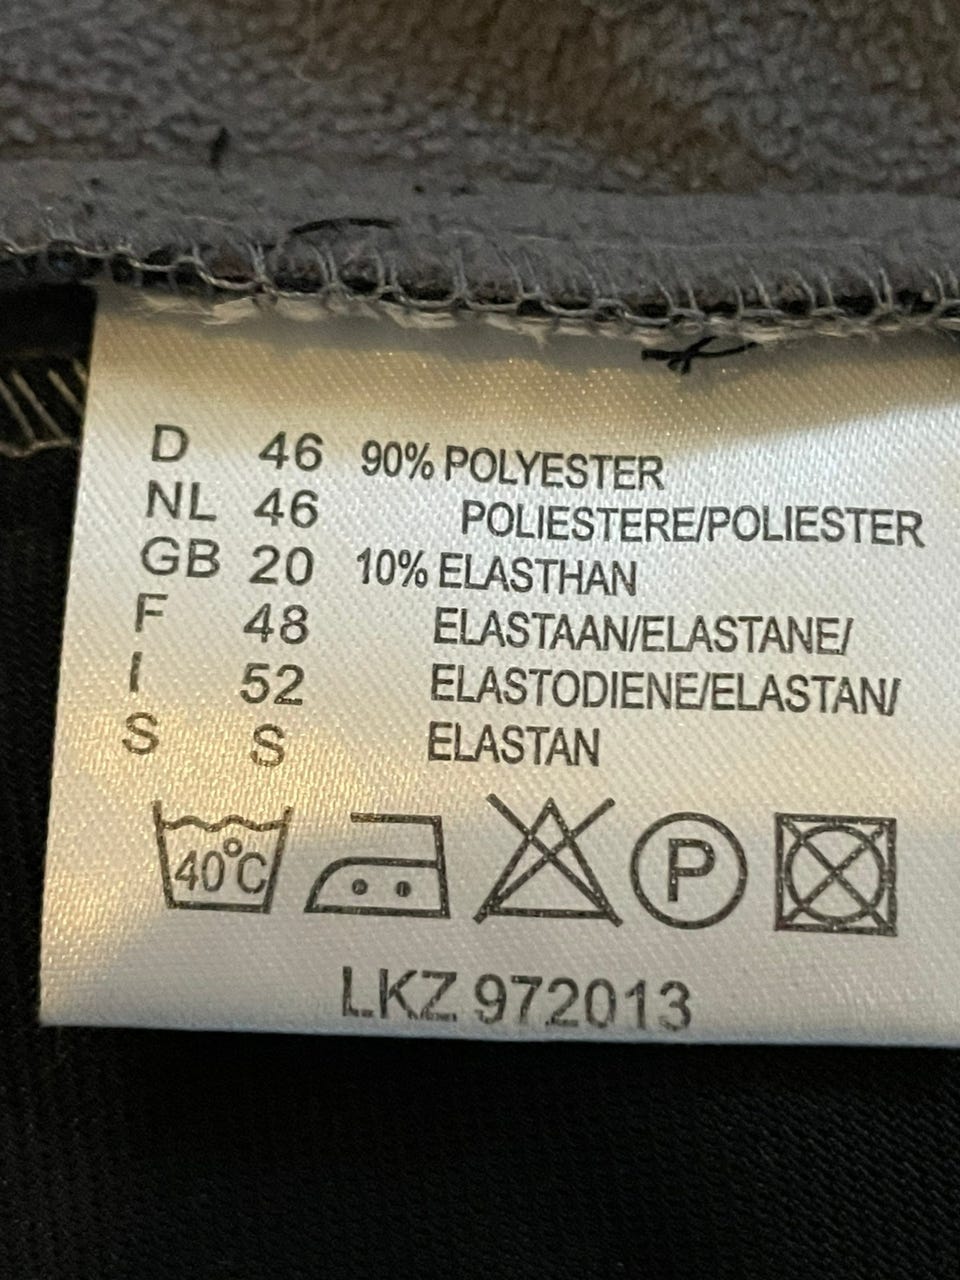 D 46 90% POLYESTER
NL 46 POLIESTERE/POLIESTER
GB 20 10% ELASTHAN
F 48 ELASTAAN/ELASTANE/
I 52 ELASTODIENE/ELASTAN/
S S ELASTAN
40°C P
LKZ 972013